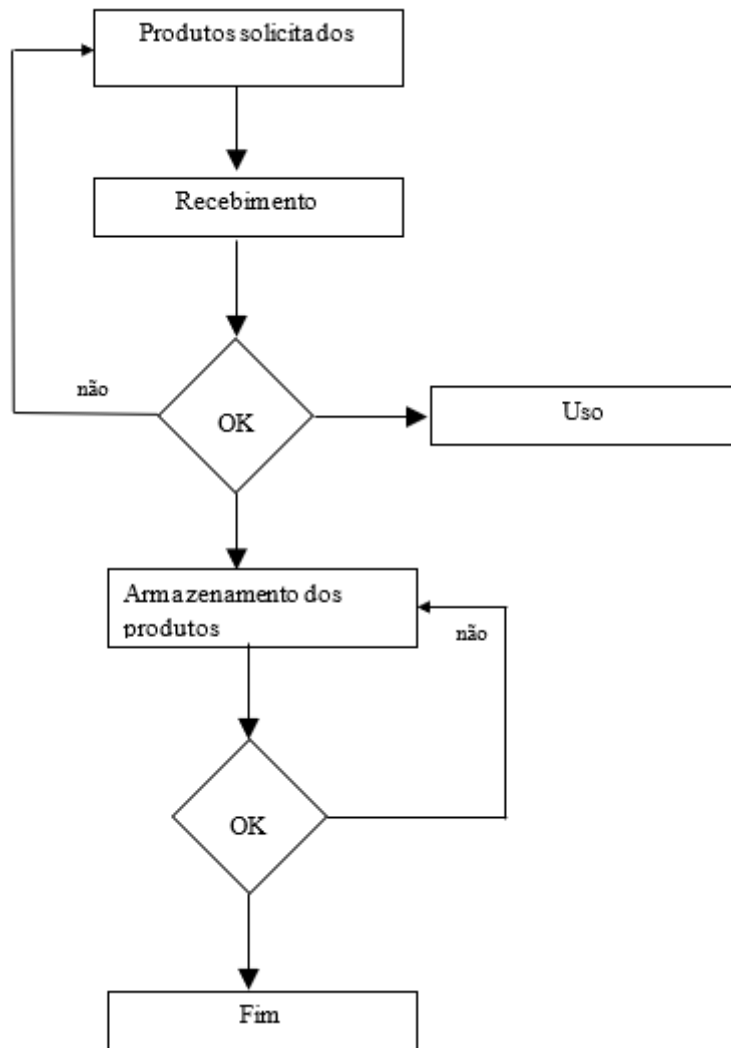 Produtos solicitados
Recebimento
não
OK
Uso
Armazenamento dos
produtos
não
OK
Fim